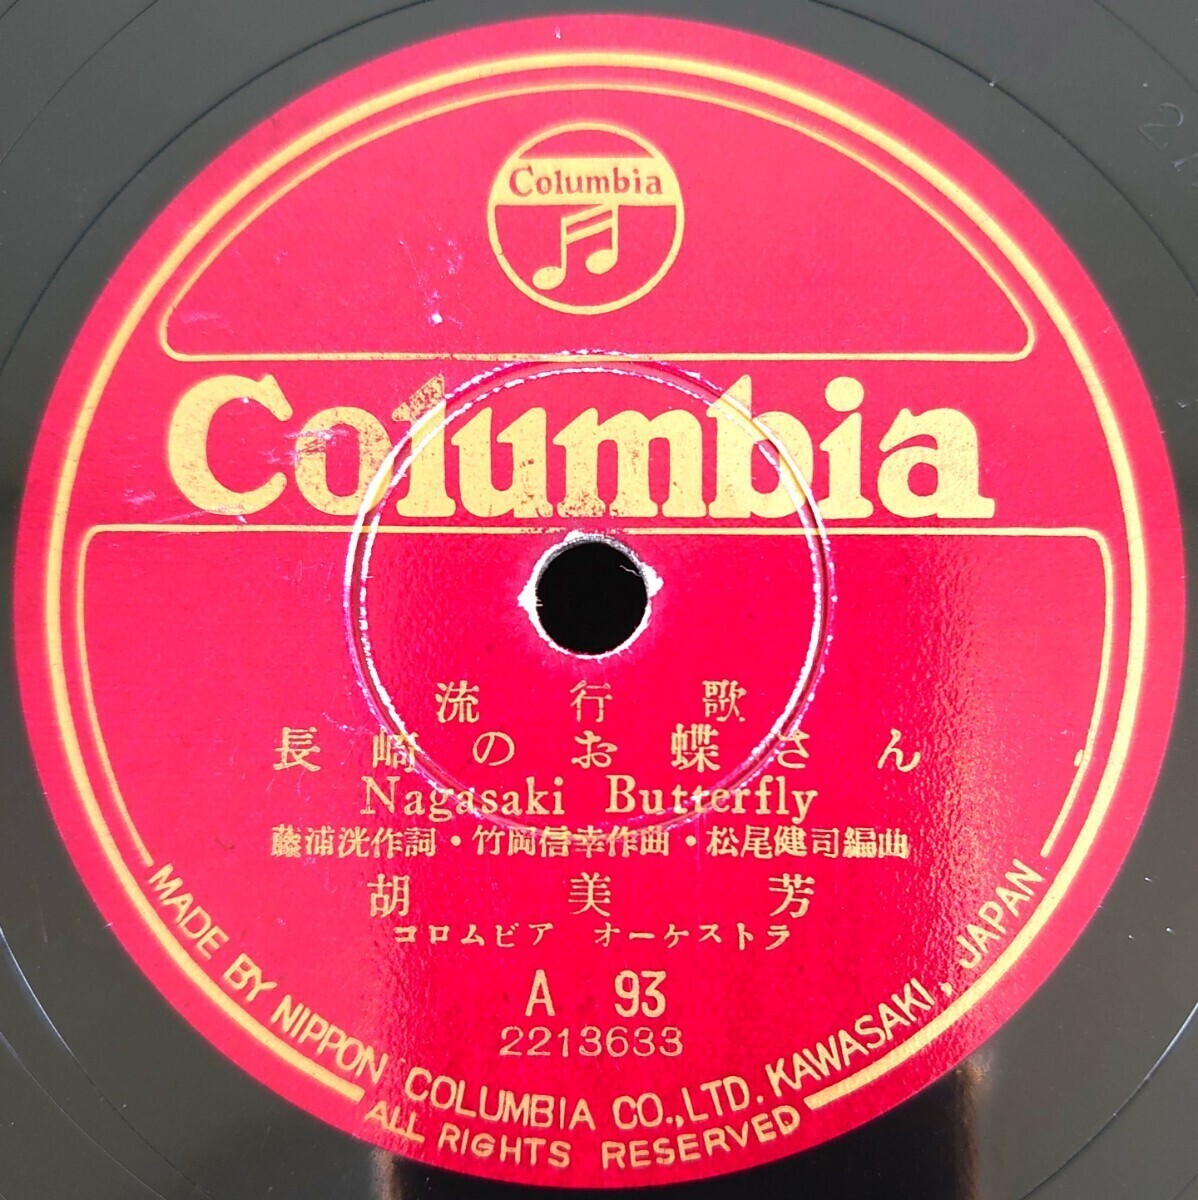 Columbia
Columbia
流行歌
長崎のお蝶さん
Nagasaki Butterfly
藤浦洸作詞・竹岡信幸作曲・松尾健司編曲
胡美芳
コロムビア オーケストラ
A 93
2213633
MADE BY NIPPON COLUMBIA CO., LTD. KAWASAKI, JAPAN
ALL RIGHTS RESERVED
2